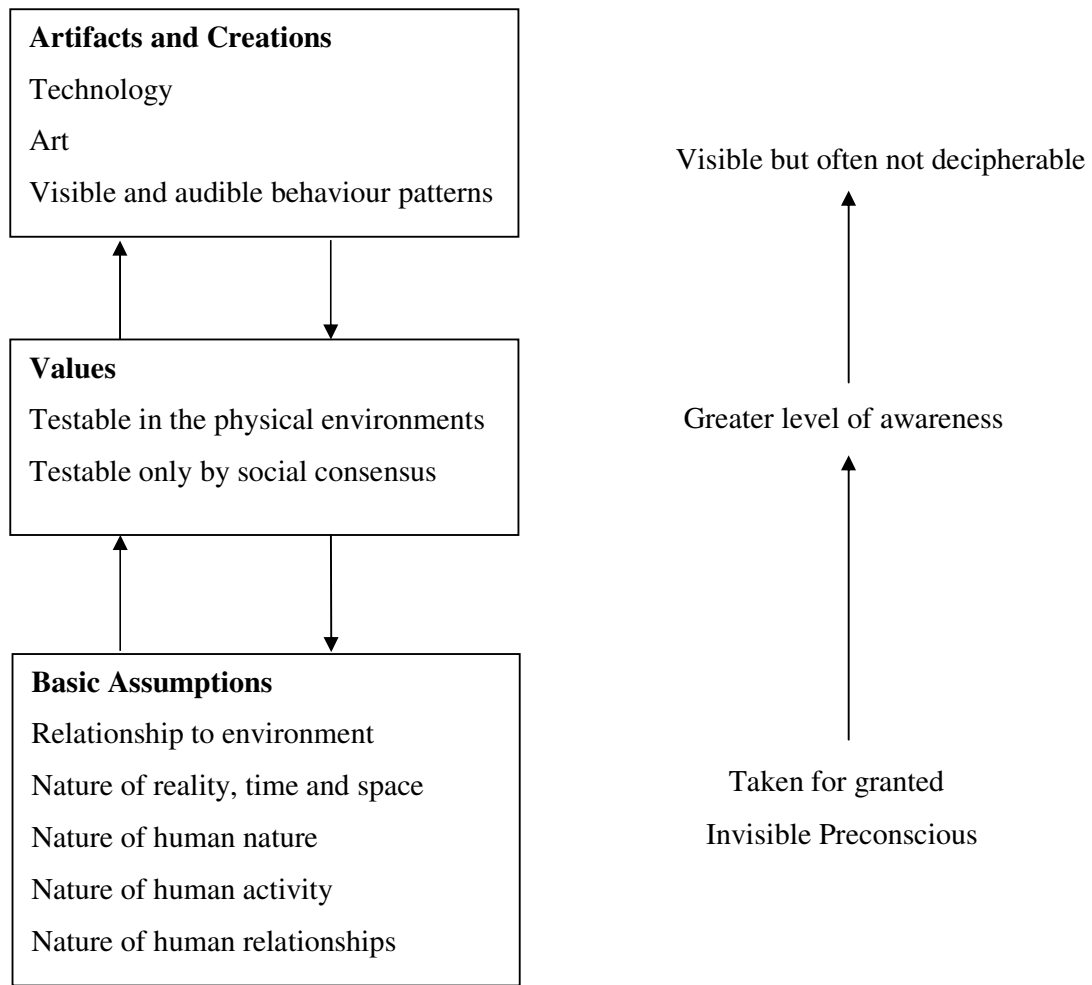 Artifacts and Creations
Technology
Art
Visible and audible behaviour patterns
Visible but often not decipherable
Values
Testable in the physical environments
Testable only by social consensus
Greater level of awareness
Basic Assumptions
Relationship to environment
Nature of reality, time and space
Nature of human nature
Nature of human activity
Nature of human relationships
Taken for granted
Invisible Preconscious